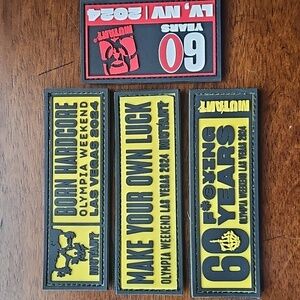 LV, NV | 2024
60
YEARS
MUTANT
BORN HARDCORE
OLYMPIA WEEKEND
LAS VEGAS 2024
MUTANT
MAKE YOUR OWN LUCK
OLYMPIA WEEKEND LAS VEGAS 2024 MUTANT
MUTANT
60 F*CKING
YEARS
OLYMPIA WEEKEND LAS VEGAS 2024